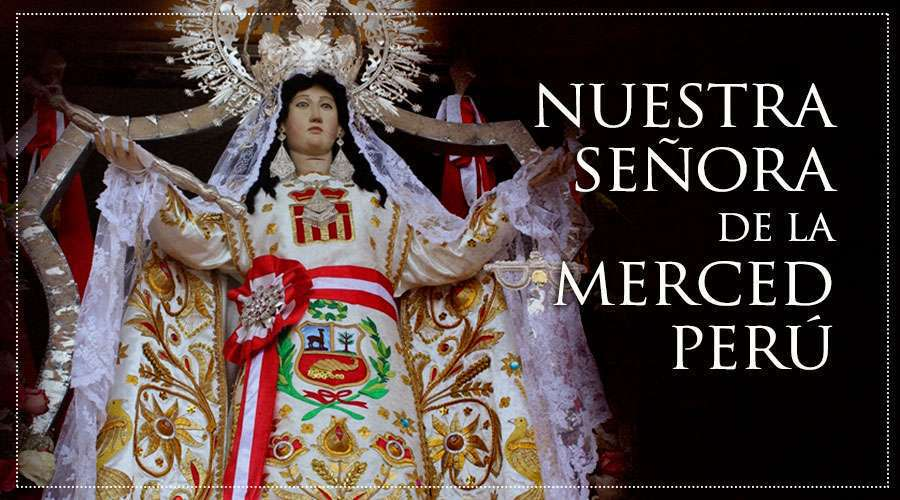 NUESTRA
SEÑORA
DE LA
MERCED
PERÚ